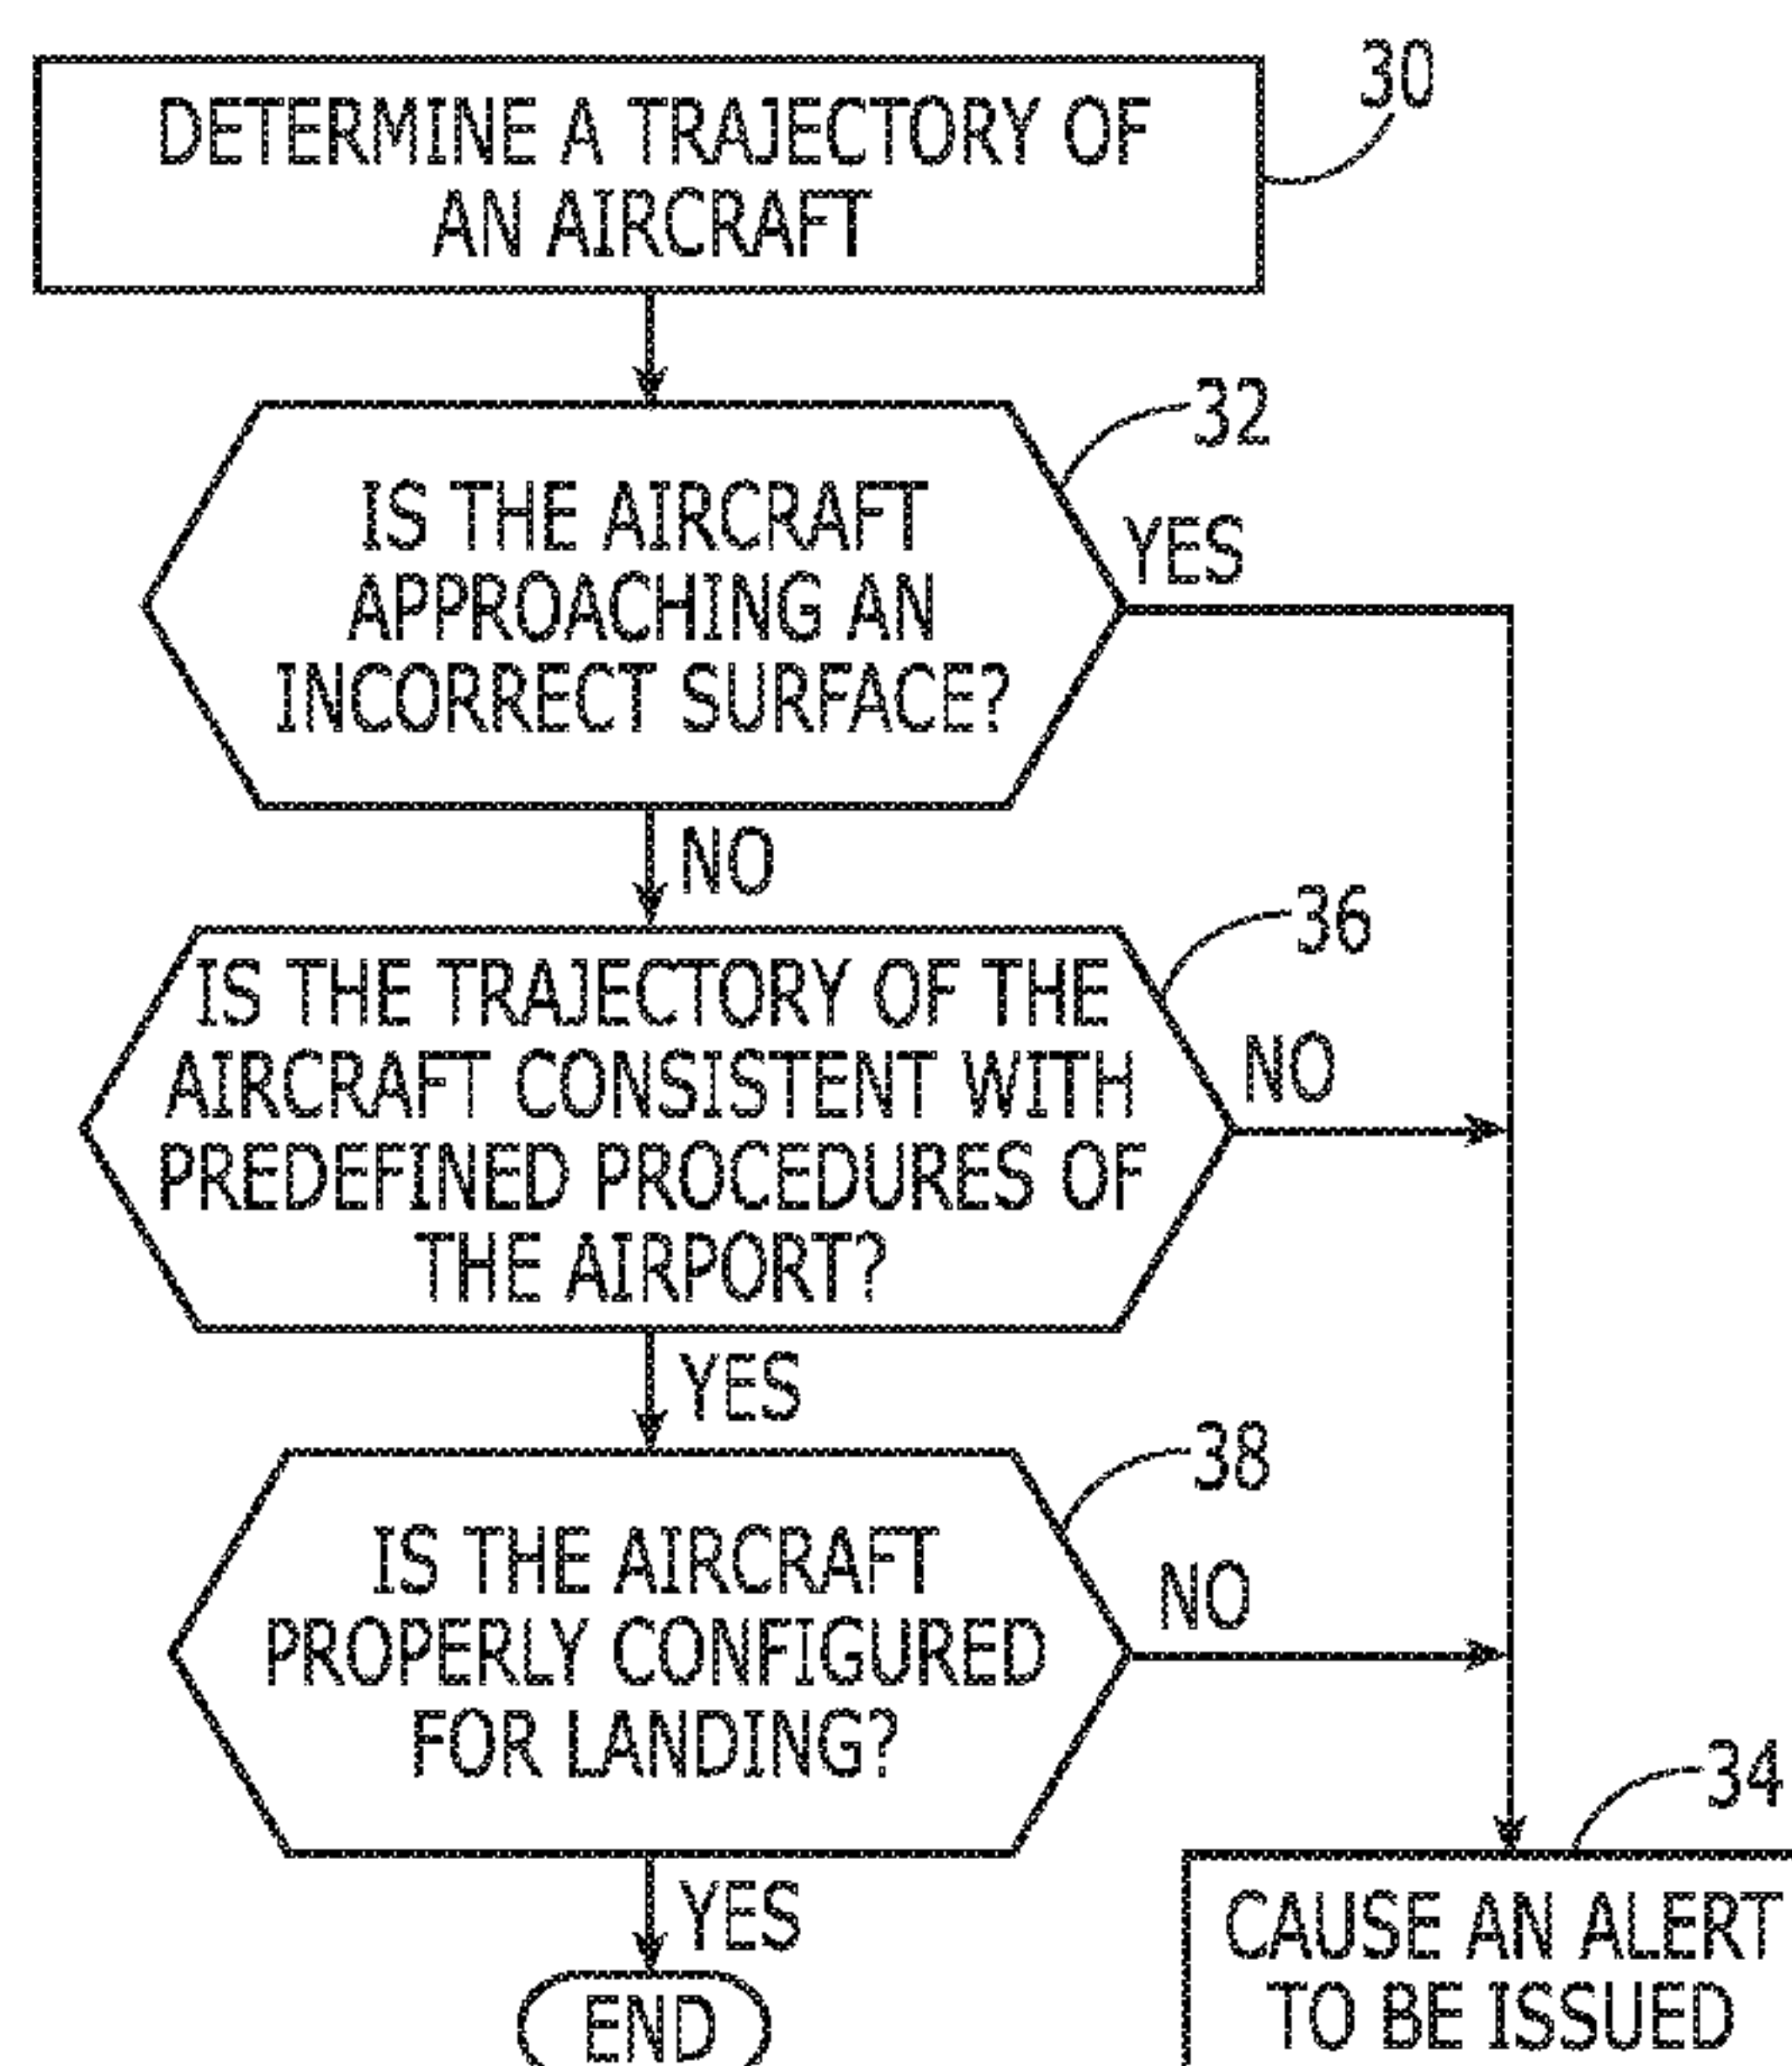 30
DETERMINE A TRAJECTORY OF
AN AIRCRAFT
32
IS THE AIRCRAFT
APPROACHING AN
INCORRECT SURFACE?
YES
NO
36
IS THE TRAJECTORY OF THE
AIRCRAFT CONSISTENT WITH
PREDEFINED PROCEDURES OF
THE AIRPORT?
NO
YES
38
IS THE AIRCRAFT
PROPERLY CONFIGURED
FOR LANDING?
NO
34
YES
CAUSE AN ALERT
TO BE ISSUED
END